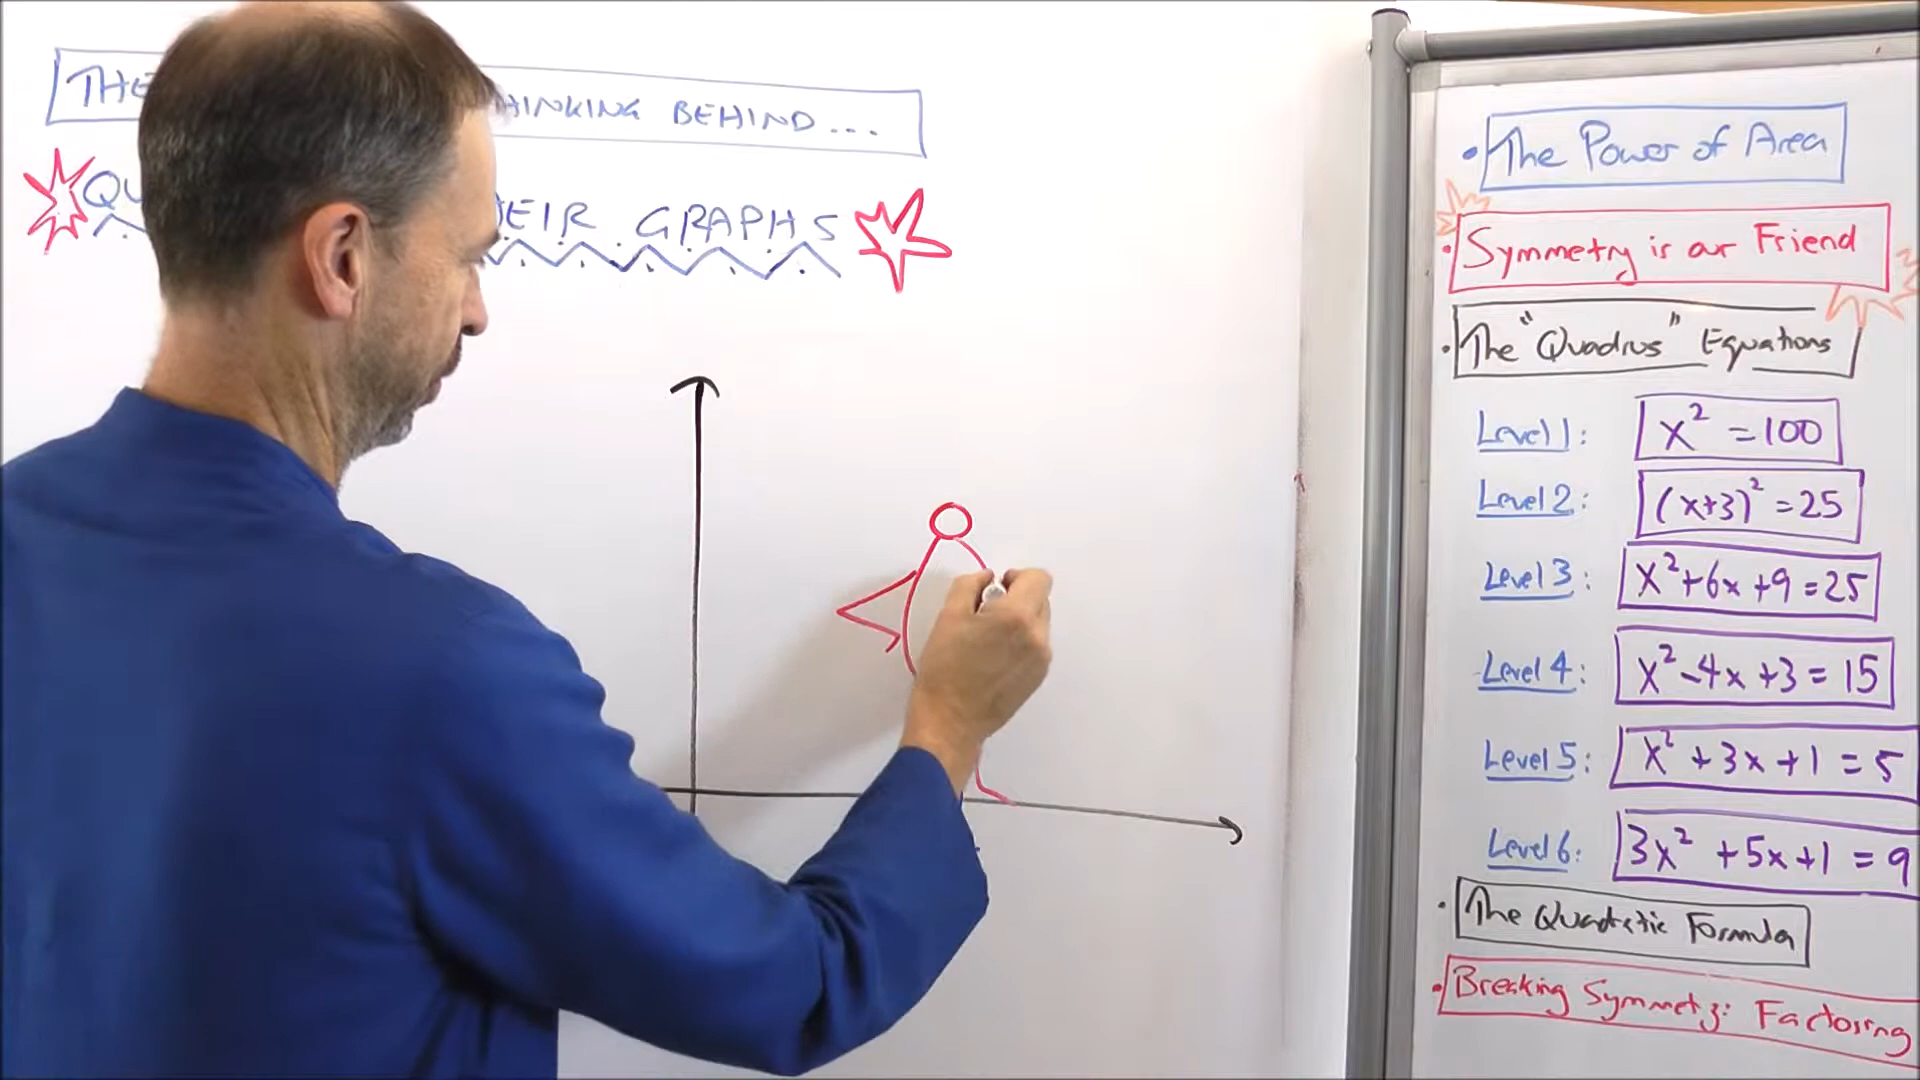 THE HINKING BEHIND...
QU EIR GRAPHS
• The Power of Area
• Symmetry is our Friend
• The "Quadrus" Equations
Level 1: x² = 100
Level 2: (x+3)² = 25
Level 3: x²+6x+9=25
Level 4: x²-4x+3=15
Level 5: x²+3x+1=5
Level 6: 3x²+5x+1=9
• The Quadratic Formula
• Breaking Symmetry: Factoring